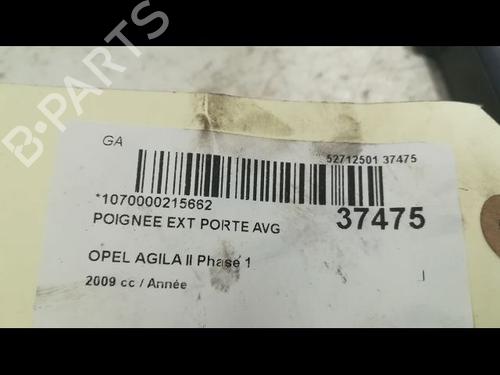 B-PARTS
GA
52712501 37475
*1070000215662
37475
POIGNEE EXT PORTE AVG
OPEL AGILA II Phase 1
2009 cc / Année